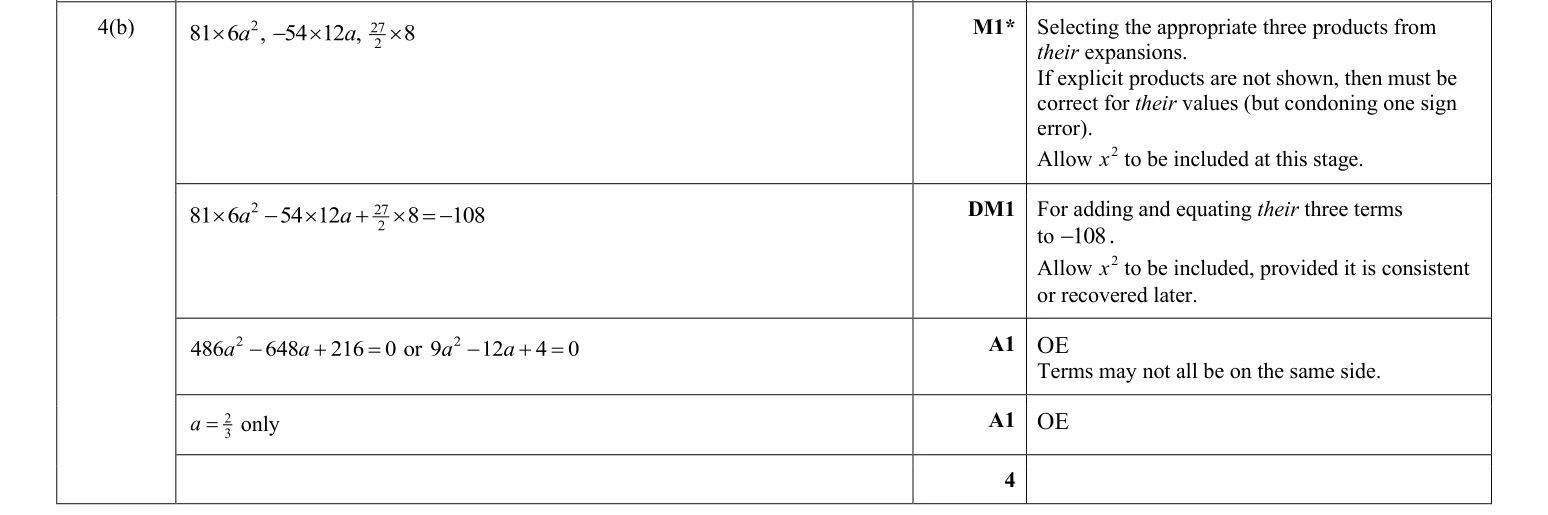 4(b) 81×6a², −54×12a, 27/2 ×8 M1* Selecting the appropriate three products from
their expansions.
If explicit products are not shown, then must be
correct for their values (but condoning one sign
error).
Allow x² to be included at this stage.
81×6a² −54×12a + 27/2 ×8 = −108 DM1 For adding and equating their three terms
to −108.
Allow x² to be included, provided it is consistent
or recovered later.
486a² −648a + 216 = 0 or 9a² −12a + 4 = 0 A1 OE
Terms may not all be on the same side.
a = 2/3 only A1 OE
4